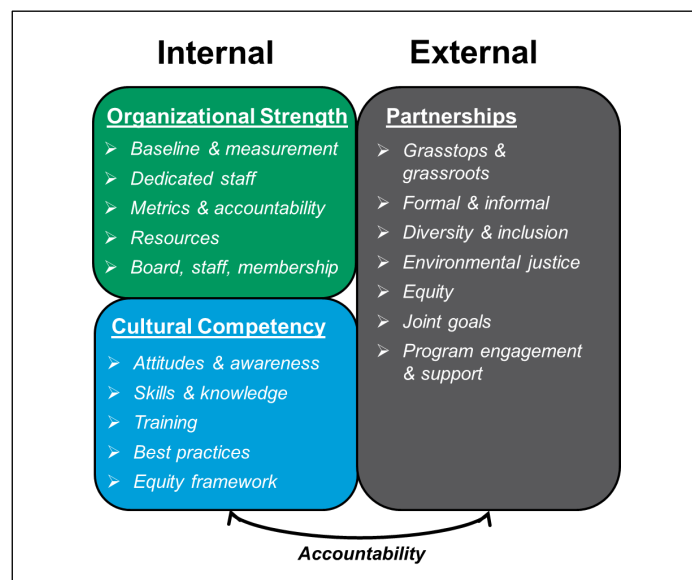 Internal
External
Organizational Strength
Baseline & measurement
Dedicated staff
Metrics & accountability
Resources
Board, staff, membership
Cultural Competency
Attitudes & awareness
Skills & knowledge
Training
Best practices
Equity framework
Partnerships
Grasstops &
grassroots
Formal & informal
Diversity & inclusion
Environmental justice
Equity
Joint goals
Program engagement
& support
Accountability